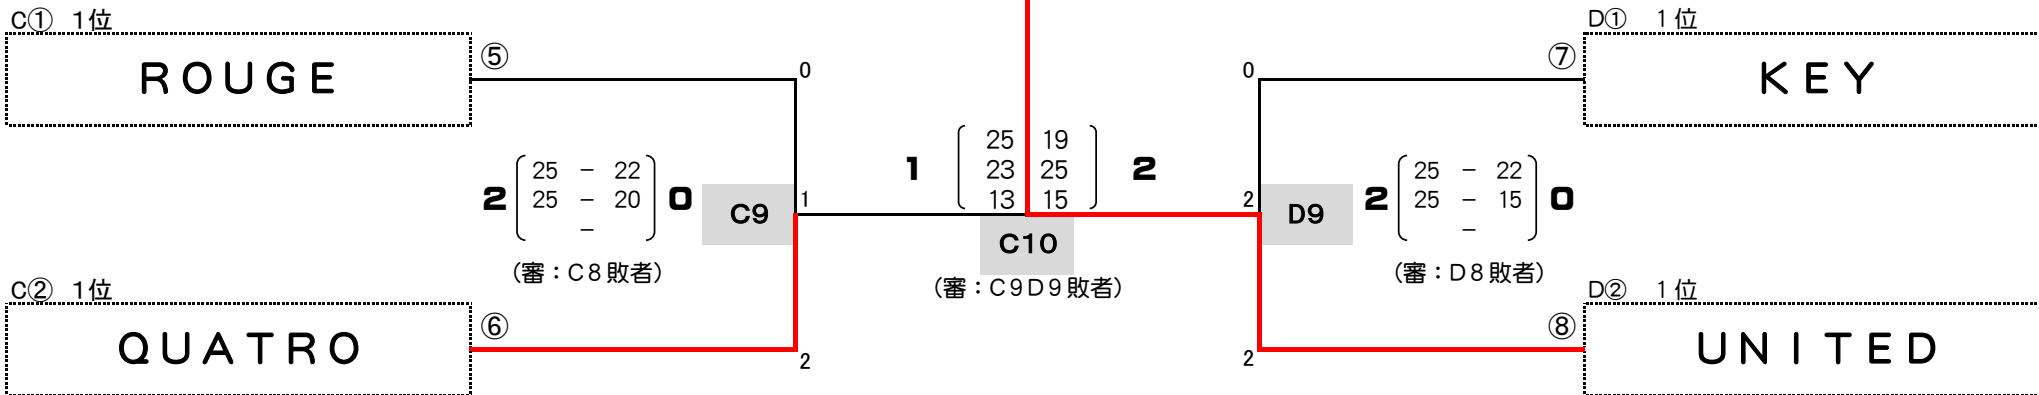 C① 1位
ROUGE
⑤
0
2 25 － 22 0
25 － 20
－
C9
1
(審：C8敗者)
C② 1位
QUATRO
⑥
2
1 25 19 2
23 25
13 15
C10
(審：C9D9敗者)
D① 1位
KEY
⑦
0
2
D9
2 25 － 22 0
25 － 15
－
(審：D8敗者)
D② 1位
UNITED
⑧
2